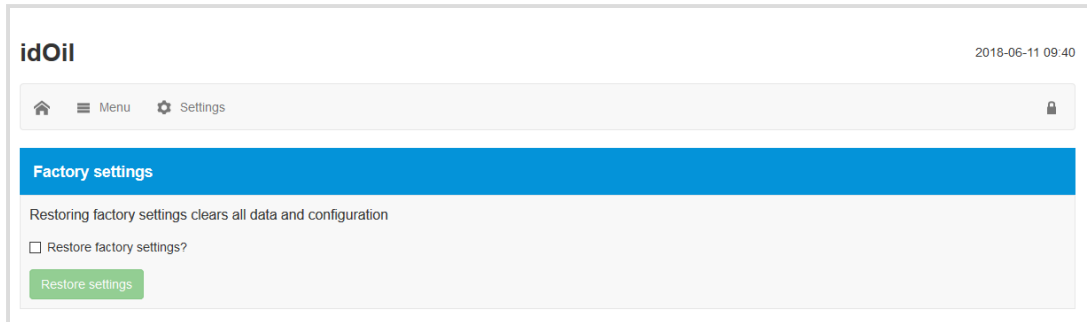 idOil
2018-06-11 09:40
Menu Settings
Factory settings
Restoring factory settings clears all data and configuration
Restore factory settings?
Restore settings